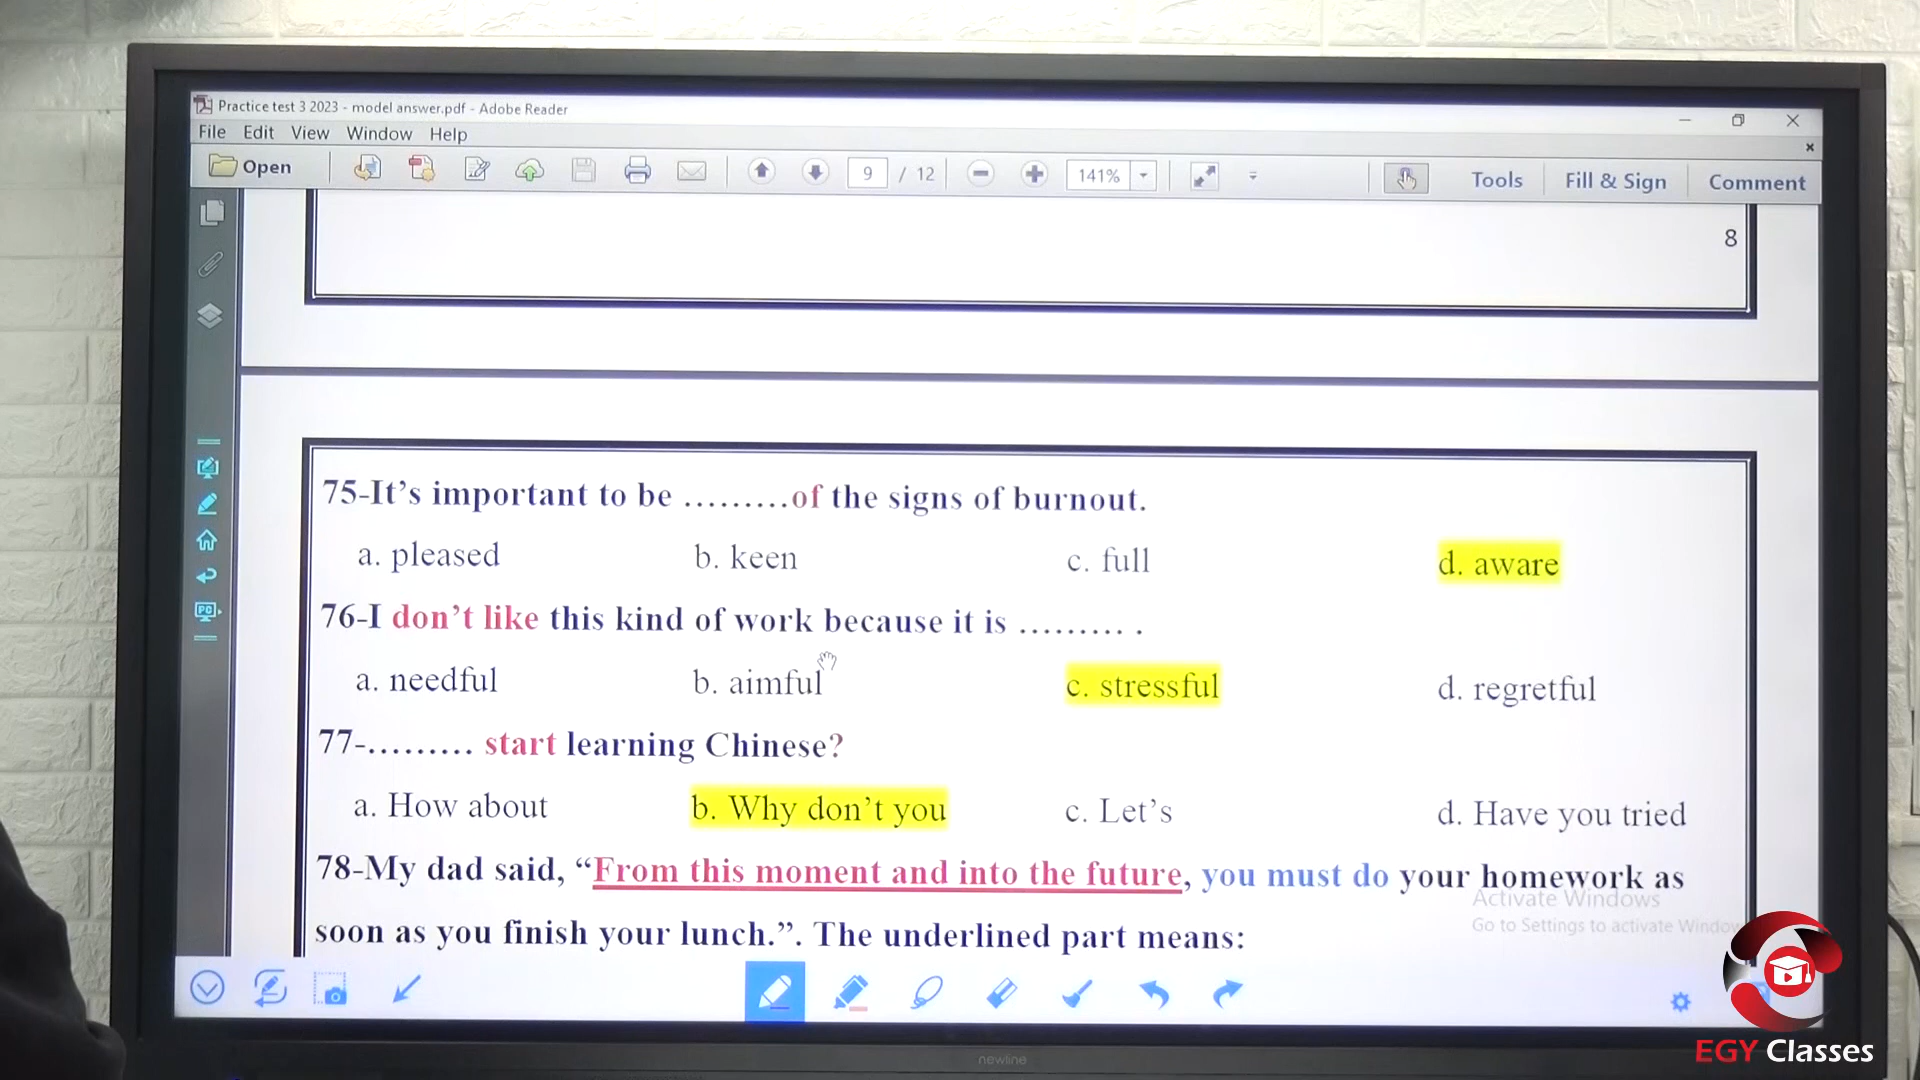 Practice test 3 2023 - model answer.pdf - Adobe Reader
File Edit View Window Help
Open 9 / 12 141% Tools Fill & Sign Comment
8
75-It's important to be .........of the signs of burnout.
a. pleased b. keen c. full d. aware
76-I don't like this kind of work because it is ......... .
a. needful b. aimful c. stressful d. regretful
77-......... start learning Chinese?
a. How about b. Why don't you c. Let's d. Have you tried
78-My dad said, “From this moment and into the future, you must do your homework as
soon as you finish your lunch.”. The underlined part means:
Activate Windows
Go to Settings to activate Window
PC
newline
EGY Classes